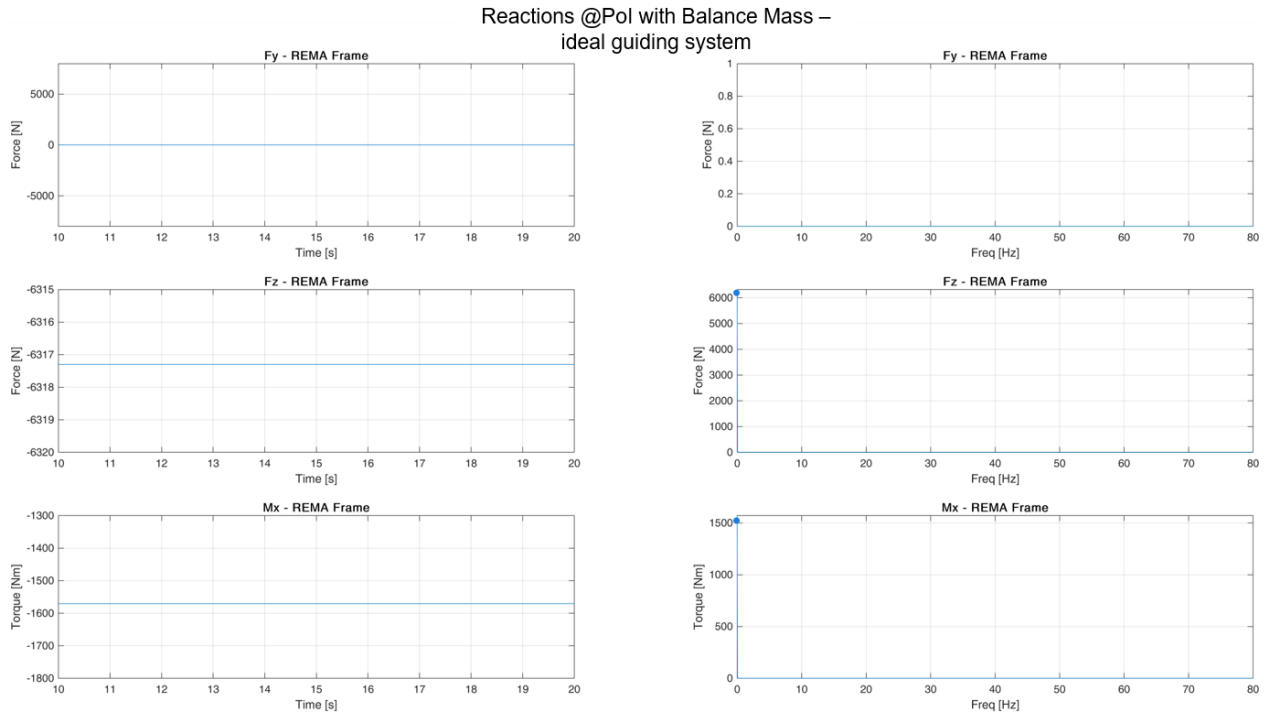 Reactions @PoI with Balance Mass –
ideal guiding system
Fy - REMA Frame
Force [N]
5000
0
-5000
10 11 12 13 14 15 16 17 18 19 20
Time [s]
Fy - REMA Frame
Force [N]
1
0.8
0.6
0.4
0.2
0
0 10 20 30 40 50 60 70 80
Freq [Hz]
Fz - REMA Frame
Force [N]
-6315
-6316
-6317
-6318
-6319
-6320
10 11 12 13 14 15 16 17 18 19 20
Time [s]
Fz - REMA Frame
Force [N]
6000
5000
4000
3000
2000
1000
0
0 10 20 30 40 50 60 70 80
Freq [Hz]
Mx - REMA Frame
Torque [Nm]
-1300
-1400
-1500
-1600
-1700
-1800
10 11 12 13 14 15 16 17 18 19 20
Time [s]
Mx - REMA Frame
Torque [Nm]
1500
1000
500
0
0 10 20 30 40 50 60 70 80
Freq [Hz]